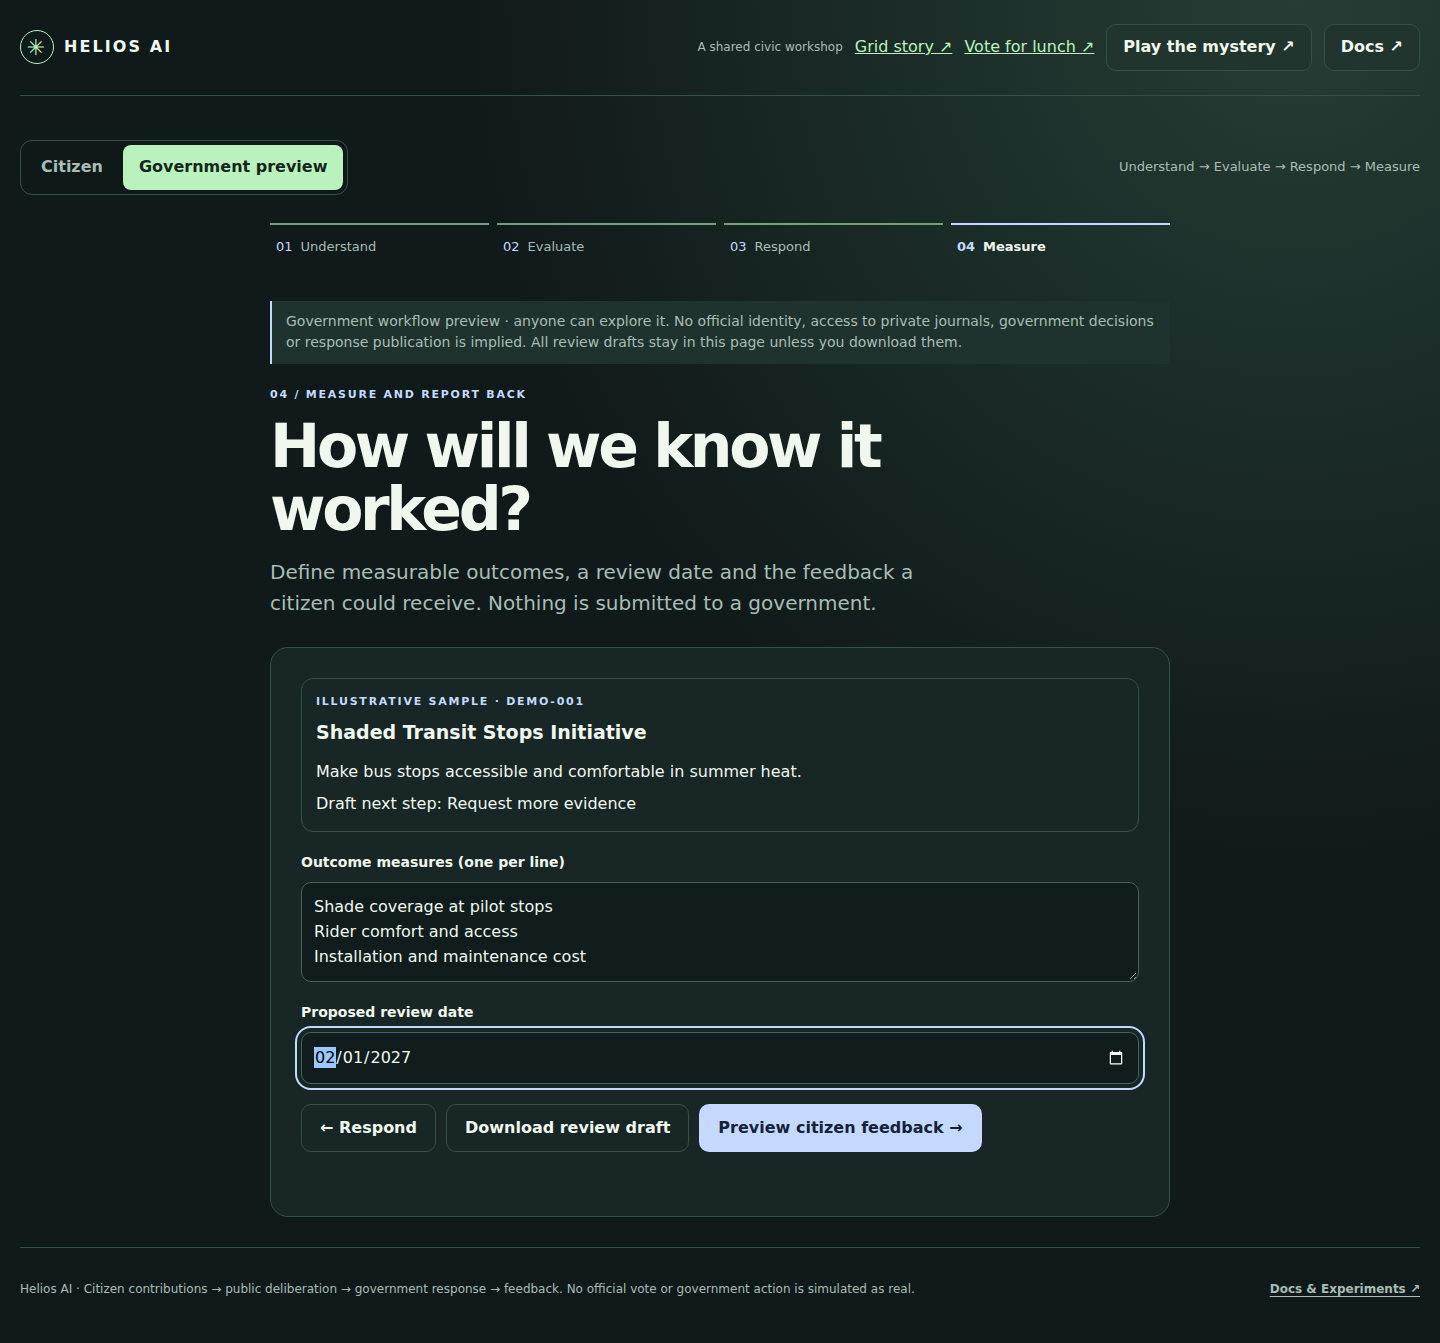 HELIOS AI
A shared civic workshop
Grid story ↗
Vote for lunch ↗
Play the mystery ↗
Docs ↗
Citizen
Government preview
Understand → Evaluate → Respond → Measure
01 Understand
02 Evaluate
03 Respond
04 Measure
Government workflow preview · anyone can explore it. No official identity, access to private journals, government decisions
or response publication is implied. All review drafts stay in this page unless you download them.
04 / MEASURE AND REPORT BACK
How will we know it
worked?
Define measurable outcomes, a review date and the feedback a
citizen could receive. Nothing is submitted to a government.
ILLUSTRATIVE SAMPLE · DEMO-001
Shaded Transit Stops Initiative
Make bus stops accessible and comfortable in summer heat.
Draft next step: Request more evidence
Outcome measures (one per line)
Shade coverage at pilot stops
Rider comfort and access
Installation and maintenance cost
Proposed review date
02/01/2027
← Respond
Download review draft
Preview citizen feedback →
Helios AI · Citizen contributions → public deliberation → government response → feedback. No official vote or government action is simulated as real.
Docs & Experiments ↗